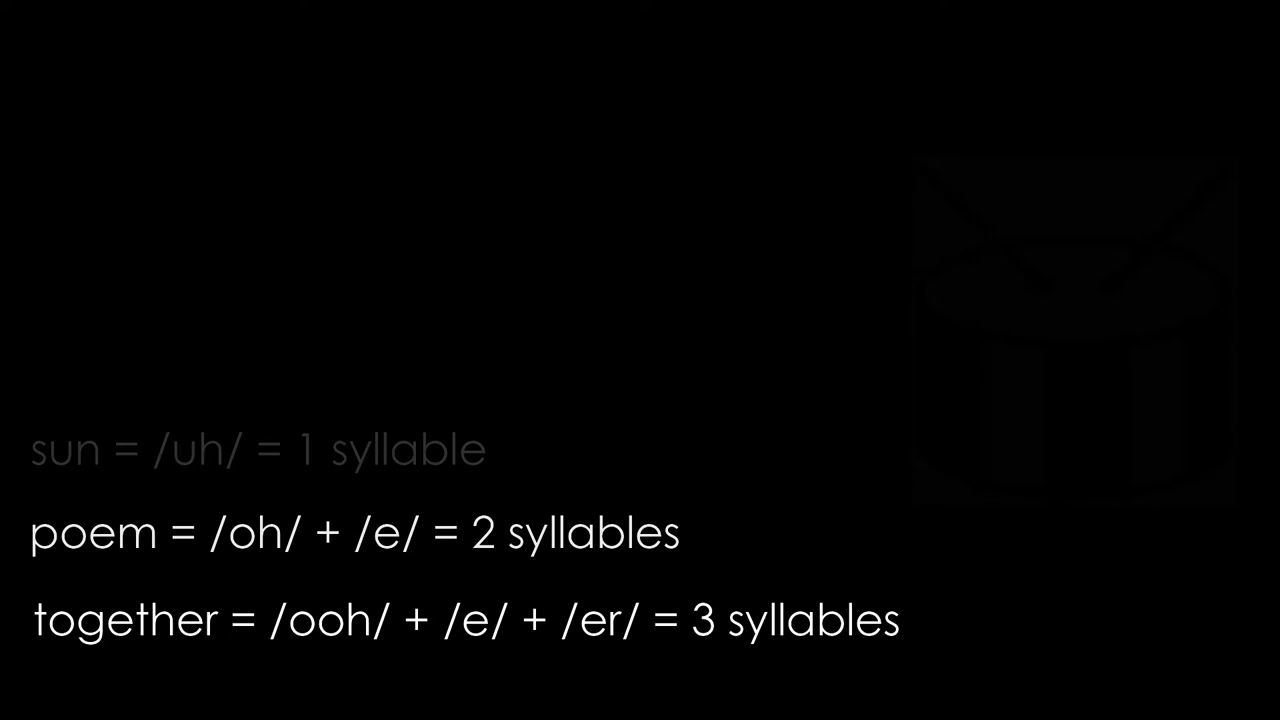 sun = /uh/ = 1 syllable
poem = /oh/ + /e/ = 2 syllables
together = /ooh/ + /e/ + /er/ = 3 syllables